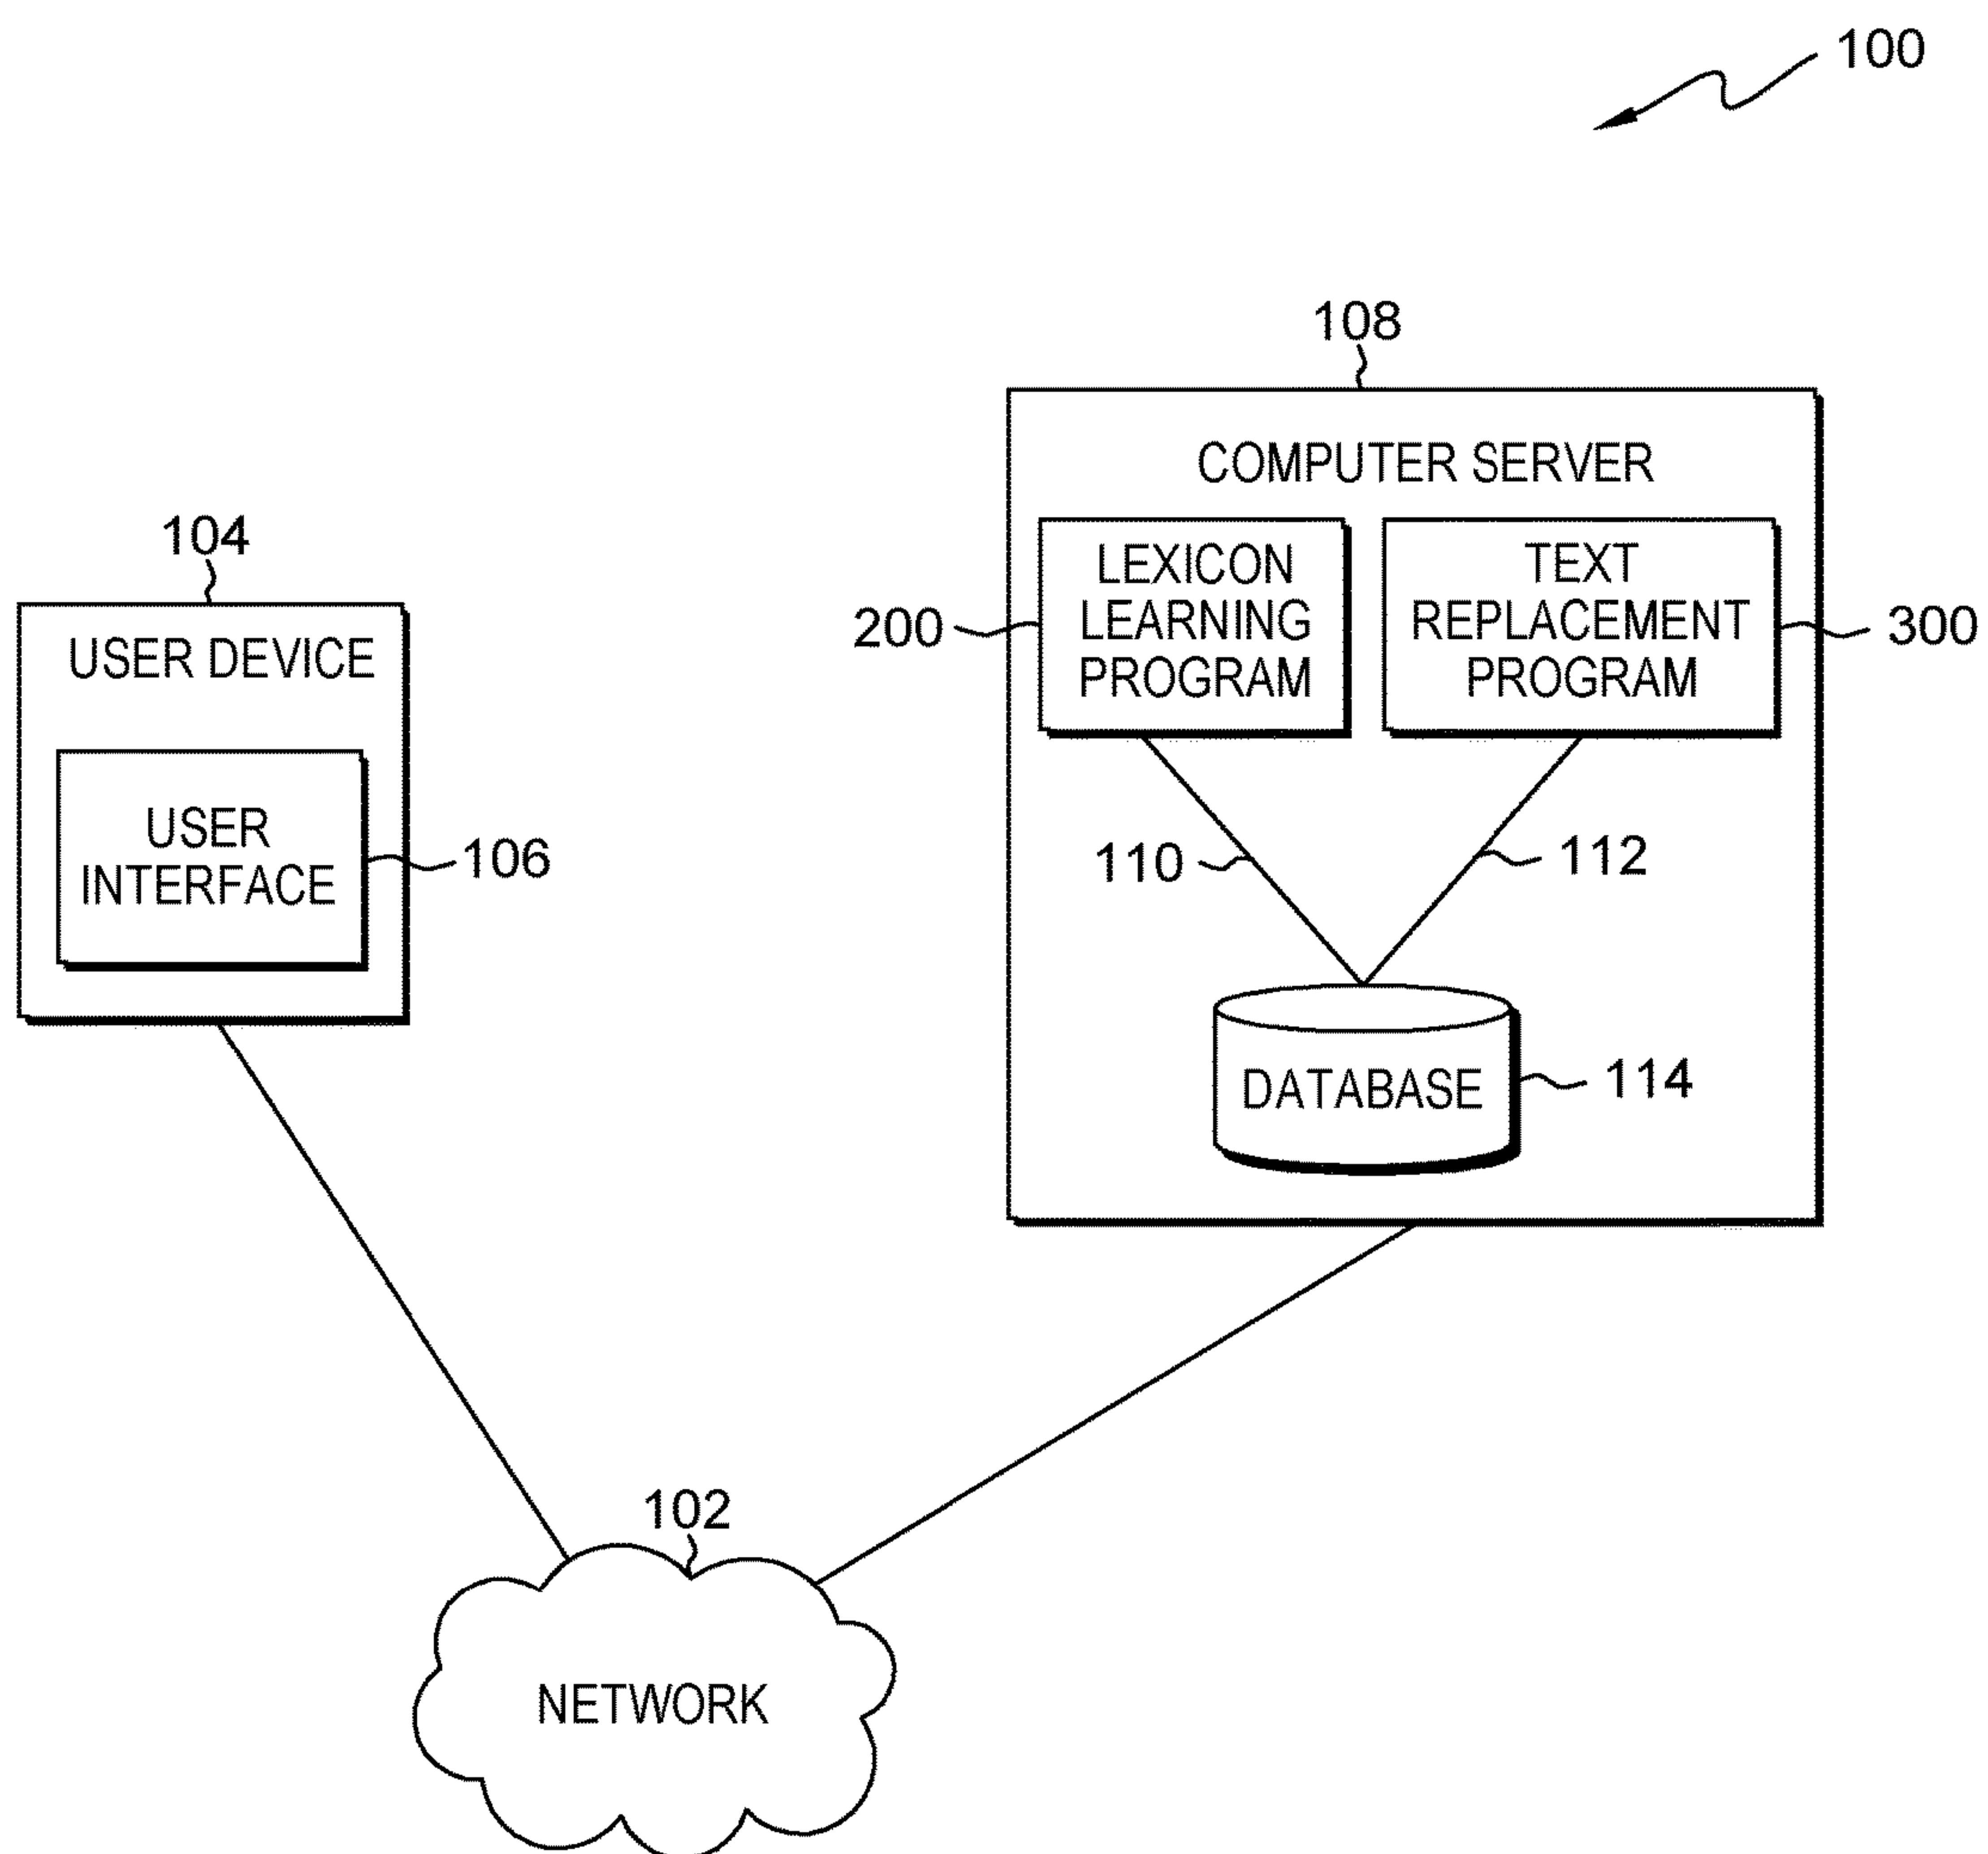 100
108
COMPUTER SERVER
104
USER DEVICE
LEXICON
LEARNING
PROGRAM
200
TEXT
REPLACEMENT
PROGRAM
300
USER
INTERFACE
106
110
112
DATABASE
114
102
NETWORK